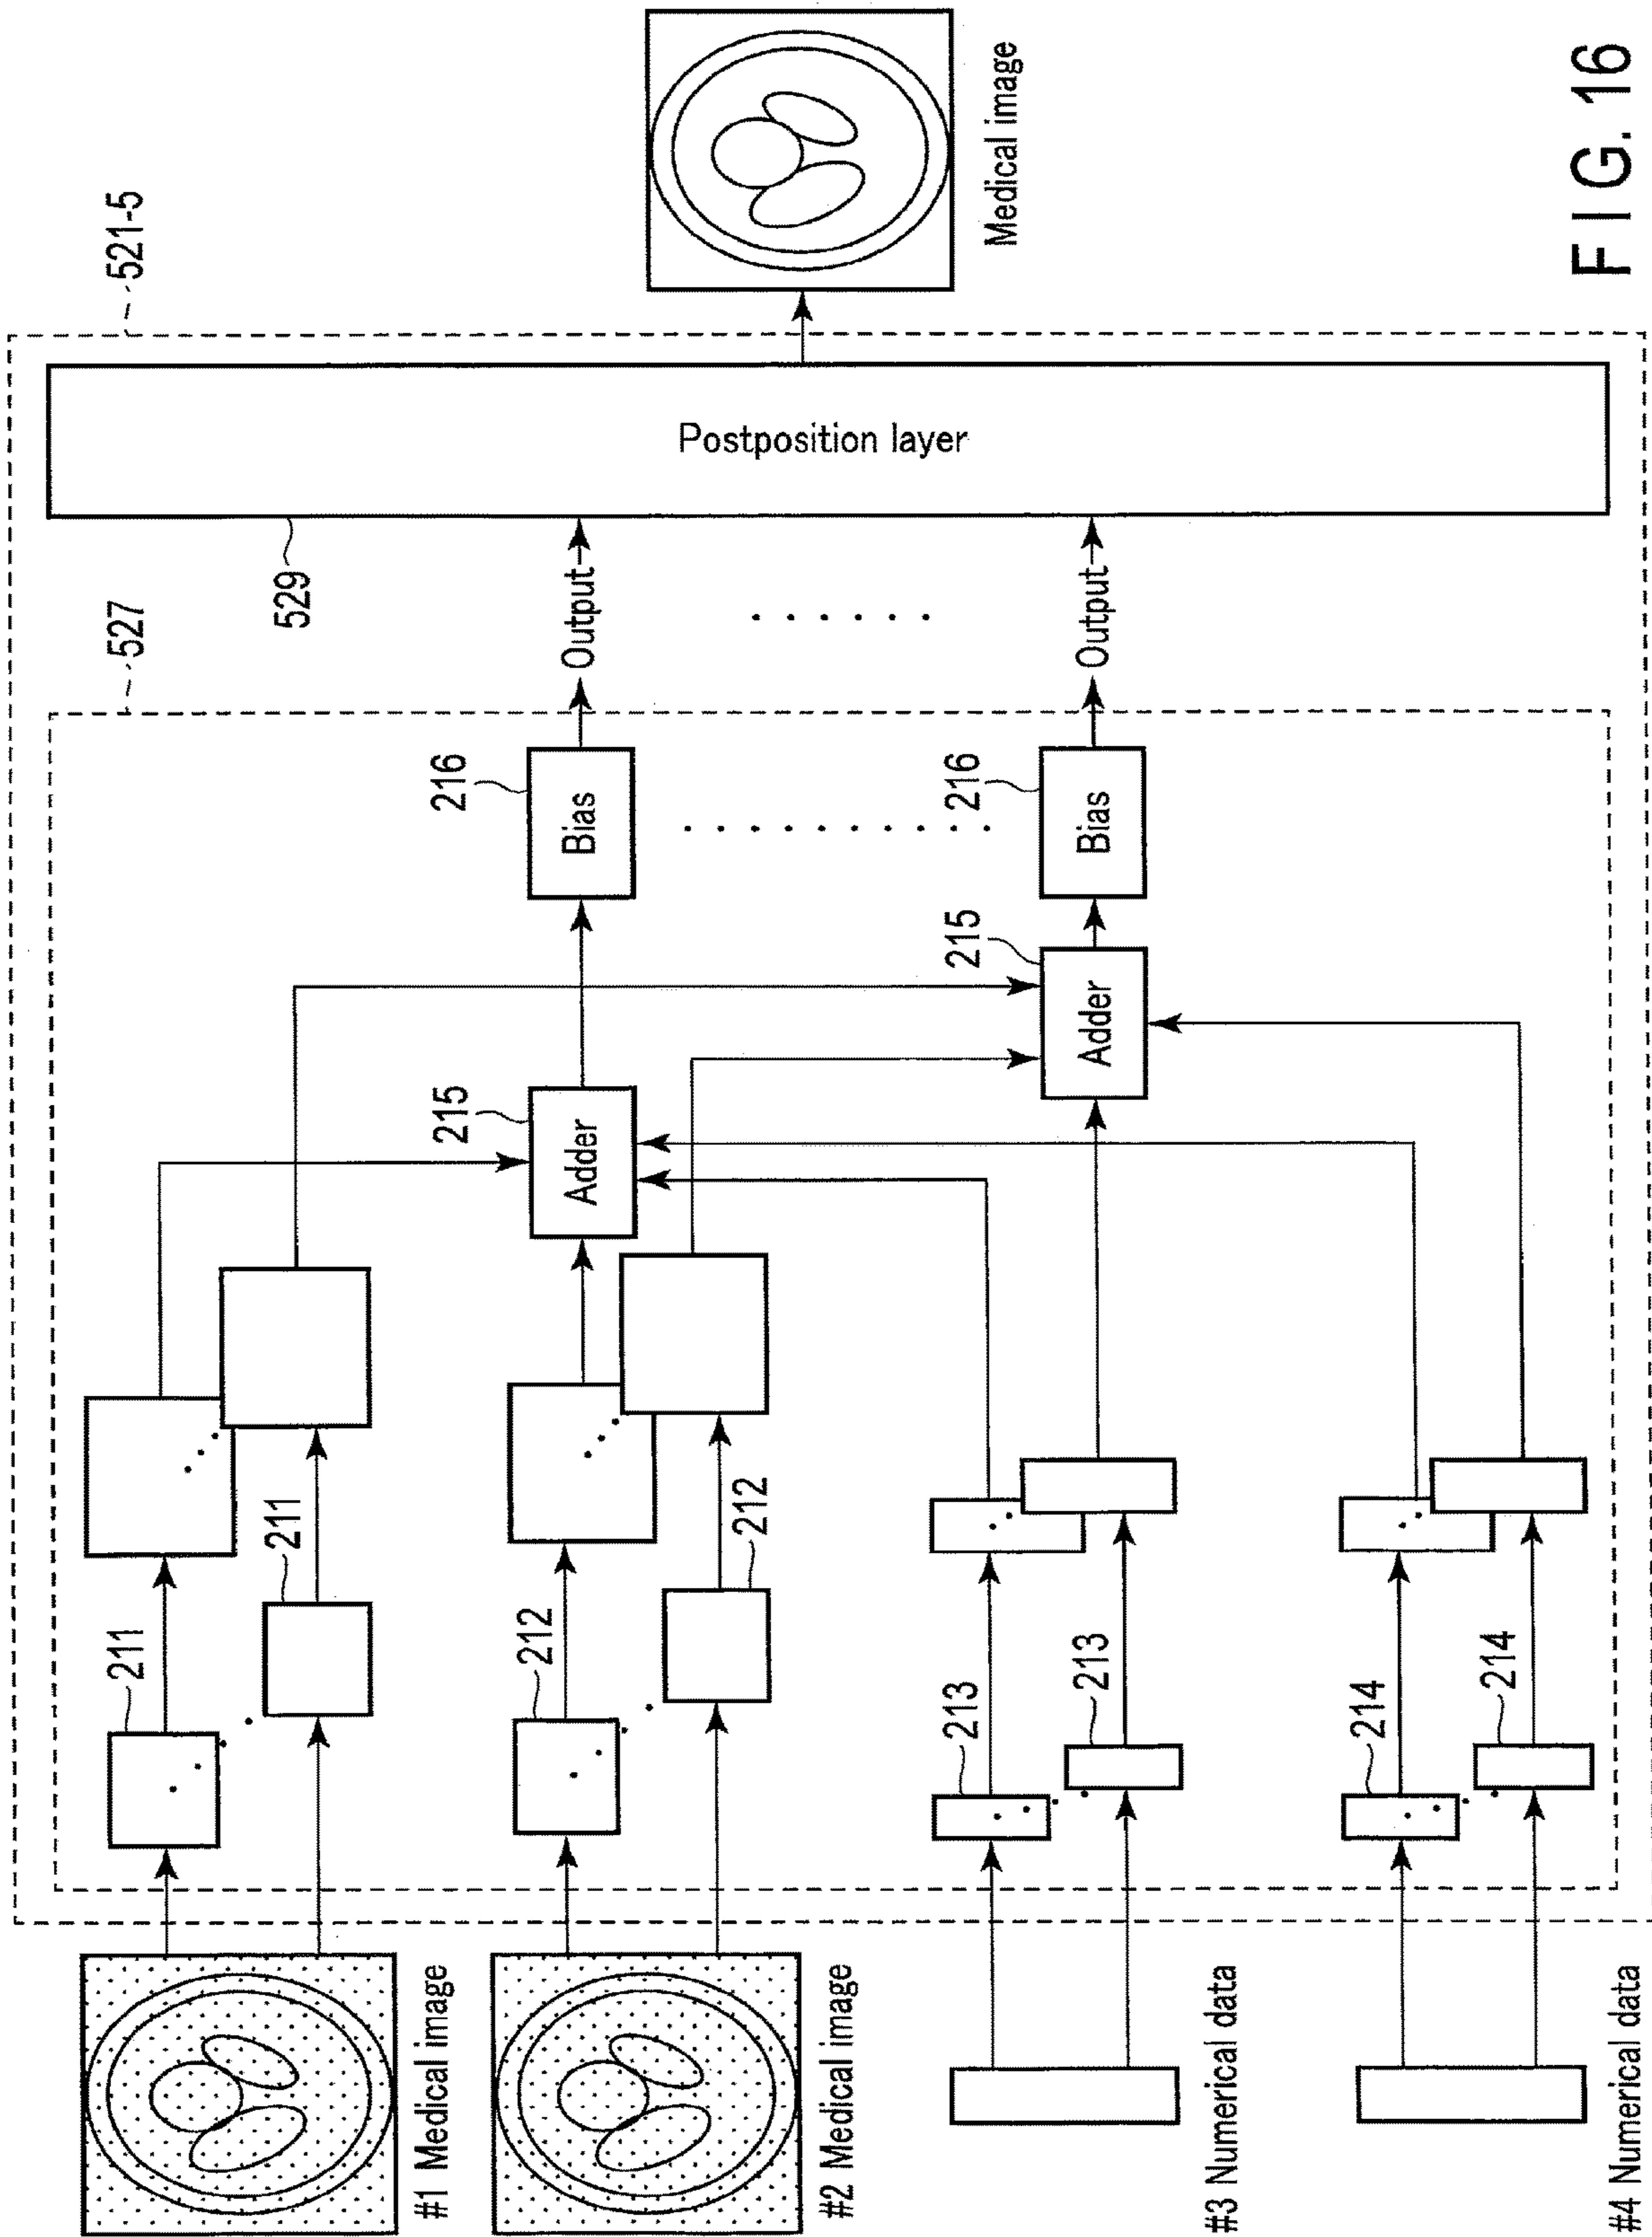 521-5
527
529
211
211
#1 Medical image
212
212
#2 Medical image
215
Adder
216
Bias
Output
Postposition layer
Medical image
215
Adder
216
Bias
Output
213
213
#3 Numerical data
214
214
#4 Numerical data
FIG. 16